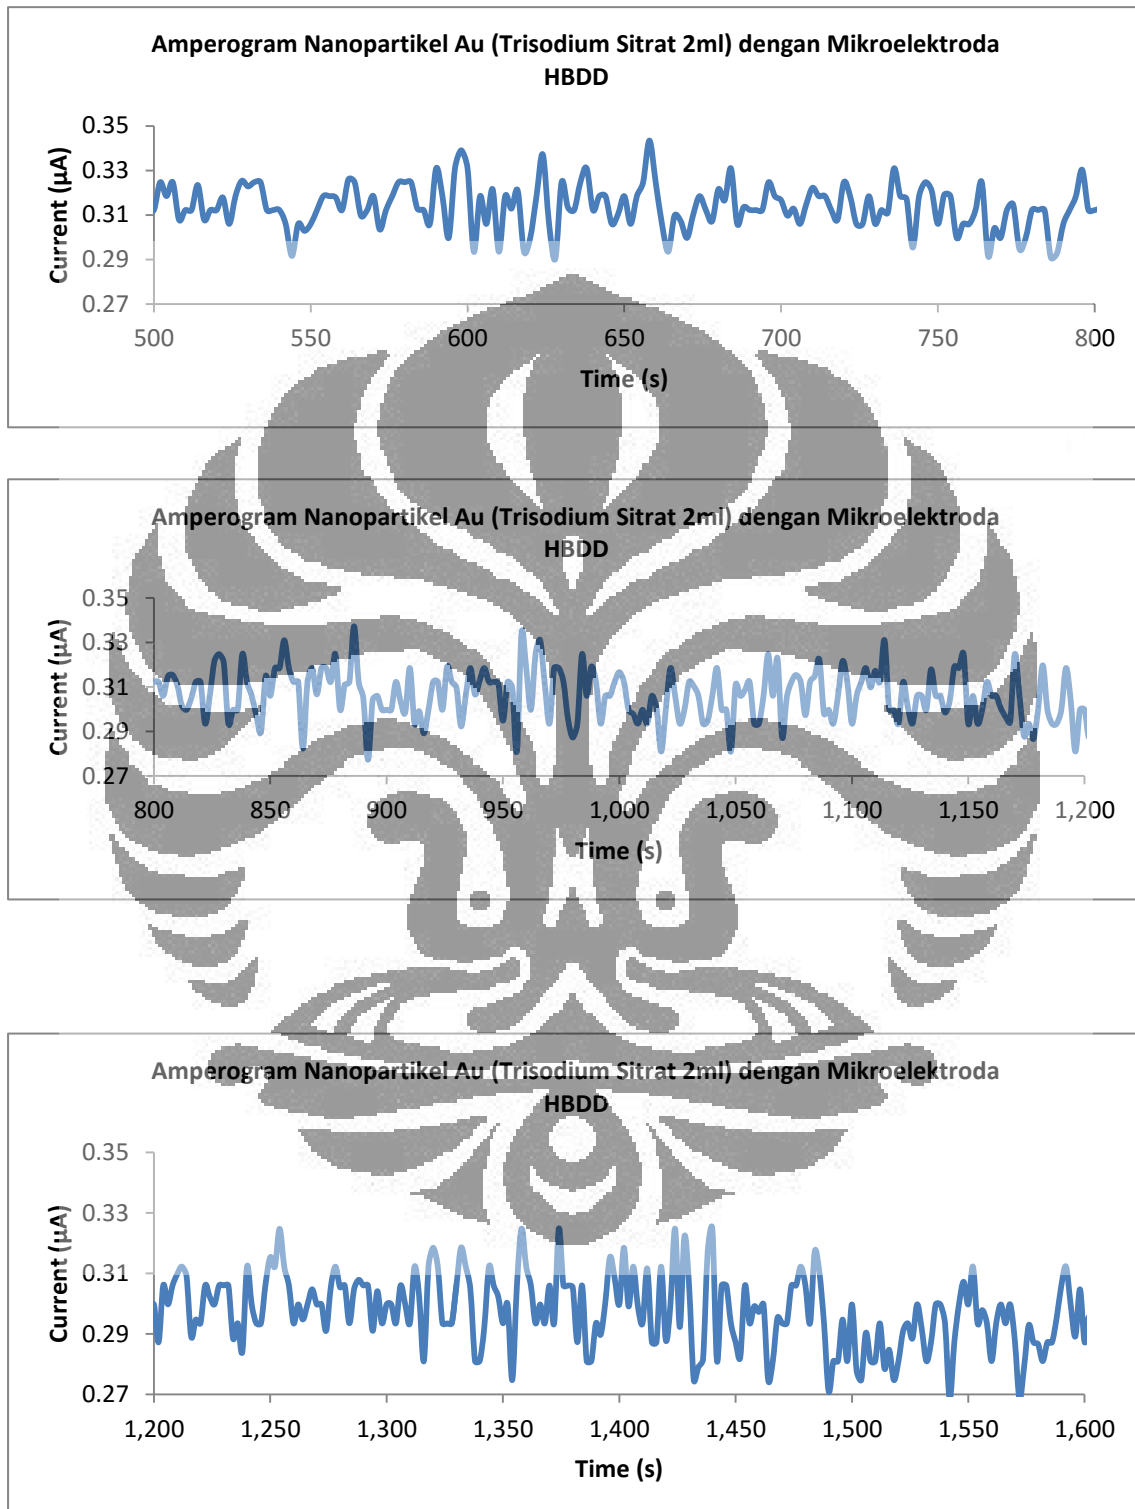 Amperogram Nanopartikel Au (Trisodium Sitrat 2ml) dengan Mikroelektroda
HBDD
Current (µA)
0.35
0.33
0.31
0.29
0.27
500 550 600 650 700 750 800
Time (s)
Amperogram Nanopartikel Au (Trisodium Sitrat 2ml) dengan Mikroelektroda
HBDD
Current (µA)
0.35
0.33
0.31
0.29
0.27
800 850 900 950 1,000 1,050 1,100 1,150 1,200
Time (s)
Amperogram Nanopartikel Au (Trisodium Sitrat 2ml) dengan Mikroelektroda
HBDD
Current (µA)
0.35
0.33
0.31
0.29
0.27
1,200 1,250 1,300 1,350 1,400 1,450 1,500 1,550 1,600
Time (s)